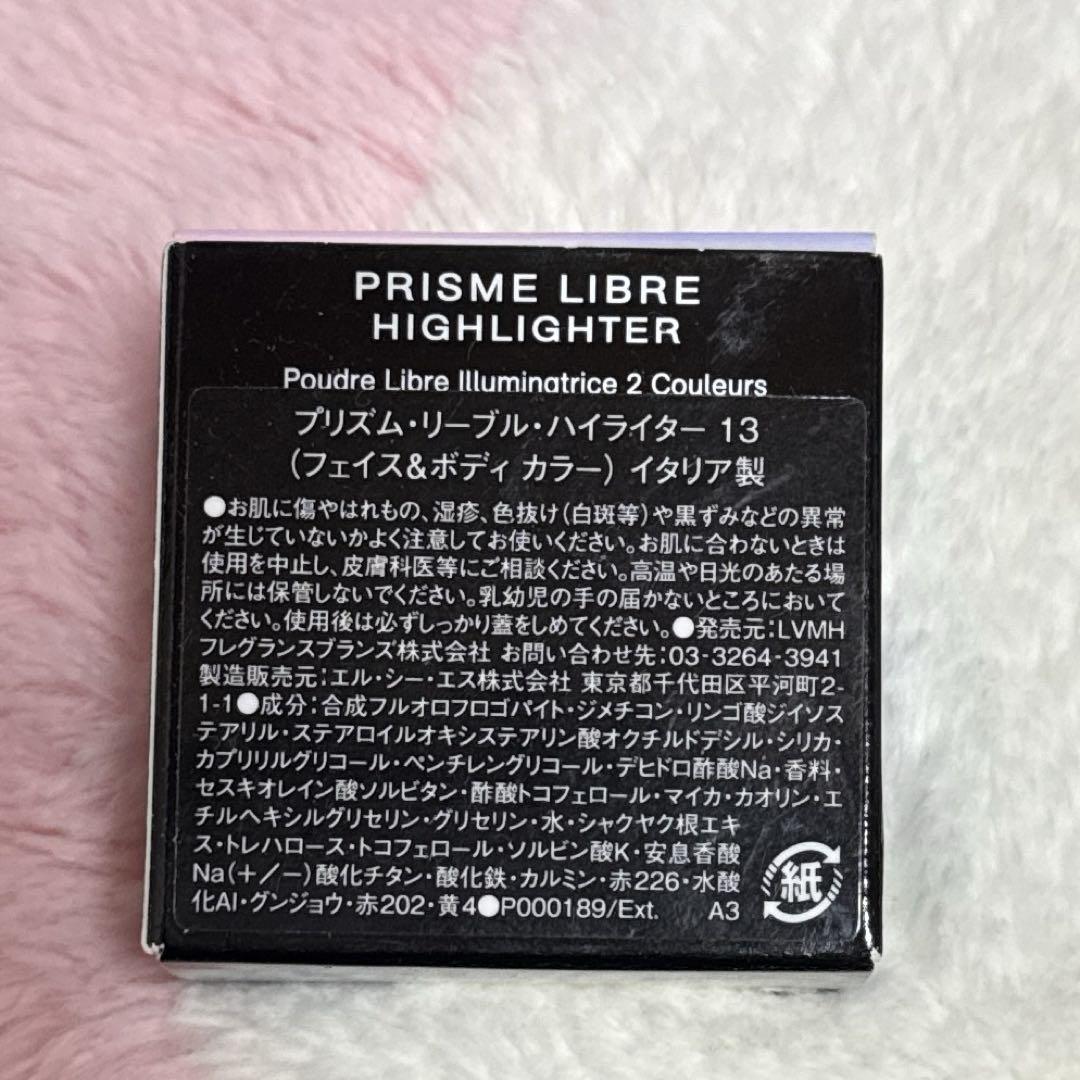 PRISME LIBRE
HIGHLIGHTER
Poudre Libre Illuminatrice 2 Couleurs
プリズム・リーブル・ハイライター 13
（フェイス&ボディ カラー）イタリア製
●お肌に傷やはれもの、湿疹、色抜け（白斑等）や黒ずみなどの異常
が生じていないかよく注意してお使いください。お肌に合わないときは
使用を中止し、皮膚科医等にご相談ください。高温や日光のあたる場
所には保管しないでください。乳幼児の手の届かないところにおいて
ください。使用後は必ずしっかり蓋をしめてください。●発売元：LVMH
フレグランスブランズ株式会社 お問い合わせ先：03-3264-3941
製造販売元：エル・シー・エス株式会社 東京都千代田区平河町2-
1-1●成分：合成フルオロフロゴパイト・ジメチコン・リンゴ酸ジイソス
テアリル・ステアロイルオキシステアリン酸オクチルドデシル・シリカ・
カプリリルグリコール・ペンチレングリコール・デヒドロ酢酸Na・香料・
セスキオレイン酸ソルビタン・酢酸トコフェロール・マイカ・カオリン・エ
チルヘキシルグリセリン・グリセリン・水・シャクヤク根エキ
ス・トレハロース・トコフェロール・ソルビン酸K・安息香酸
Na（＋／－）酸化チタン・酸化鉄・カルミン・赤226・水酸
化Al・グンジョウ・赤202・黄4●P000189/Ext. A3
紙